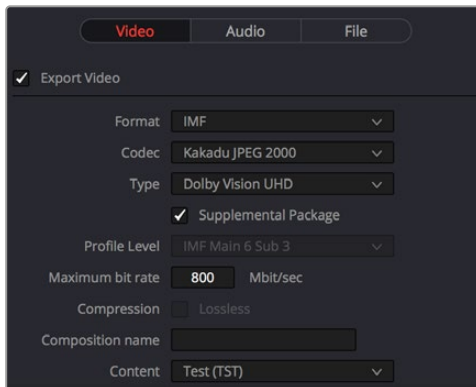 Video Audio File
Export Video
Format IMF
Codec Kakadu JPEG 2000
Type Dolby Vision UHD
Supplemental Package
Profile Level IMF Main 6 Sub 3
Maximum bit rate 800 Mbit/sec
Compression Lossless
Composition name
Content Test (TST)